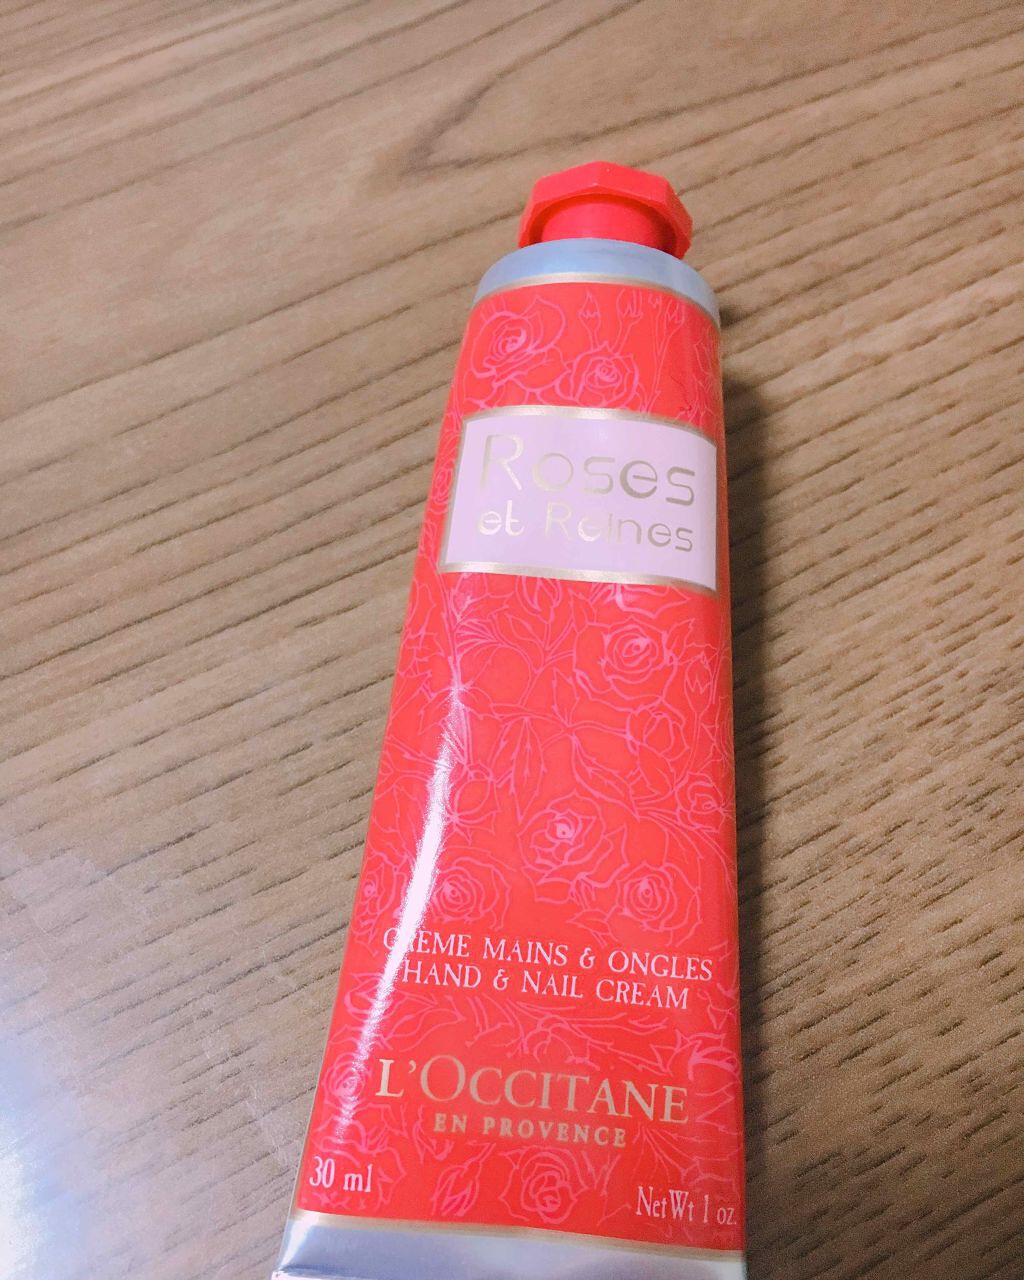 Roses
et Reines
CRÈME MAINS & ONGLES
HAND & NAIL CREAM
L'OCCITANE
EN PROVENCE
30 ml
Net Wt 1 oz.